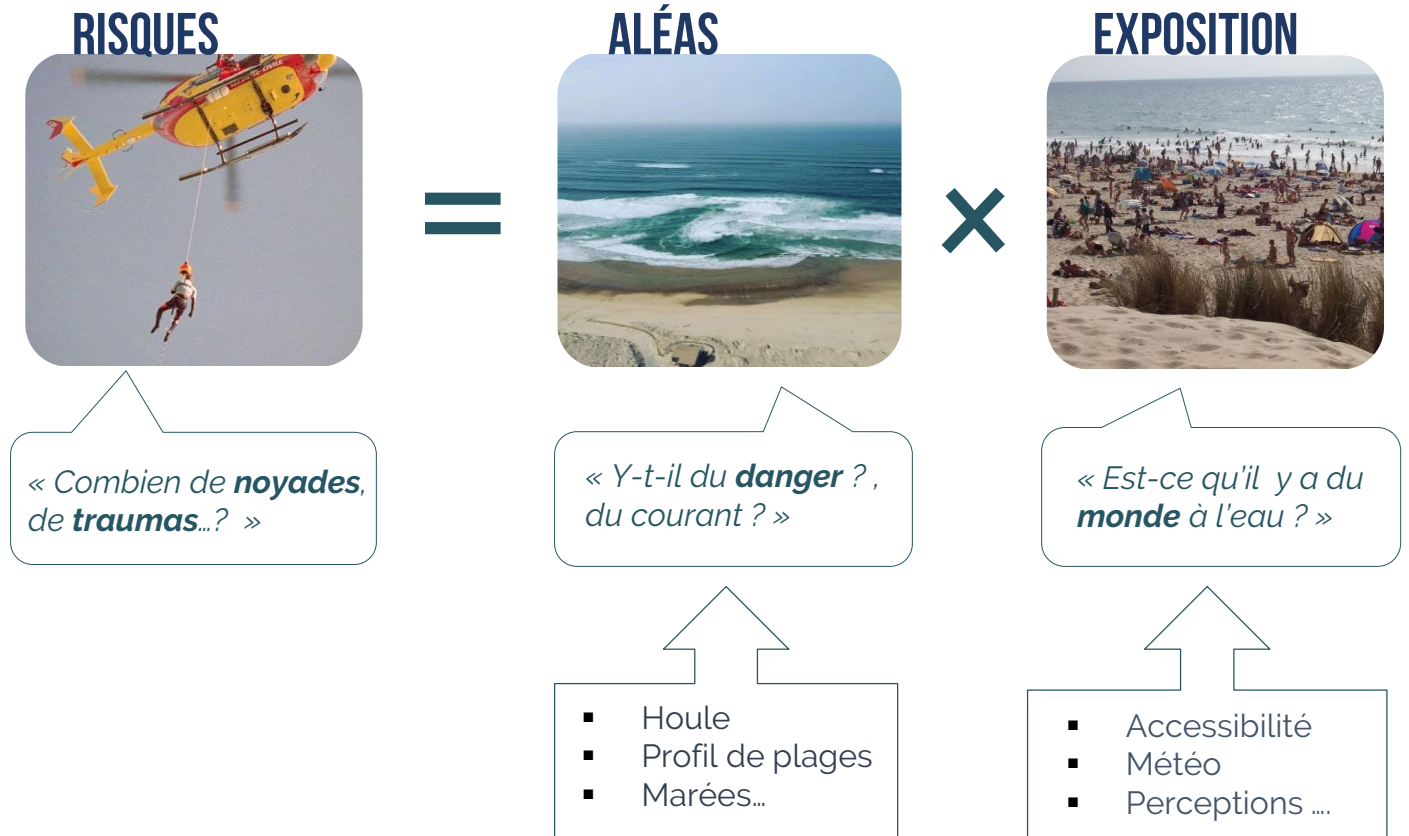 RISQUES
ALÉAS
EXPOSITION
=
×
« Combien de noyades,
de traumas…? »
« Y-t-il du danger ? ,
du courant ? »
« Est-ce qu’il y a du
monde à l’eau ? »
▪ Houle
▪ Profil de plages
▪ Marées…
▪ Accessibilité
▪ Météo
▪ Perceptions ….